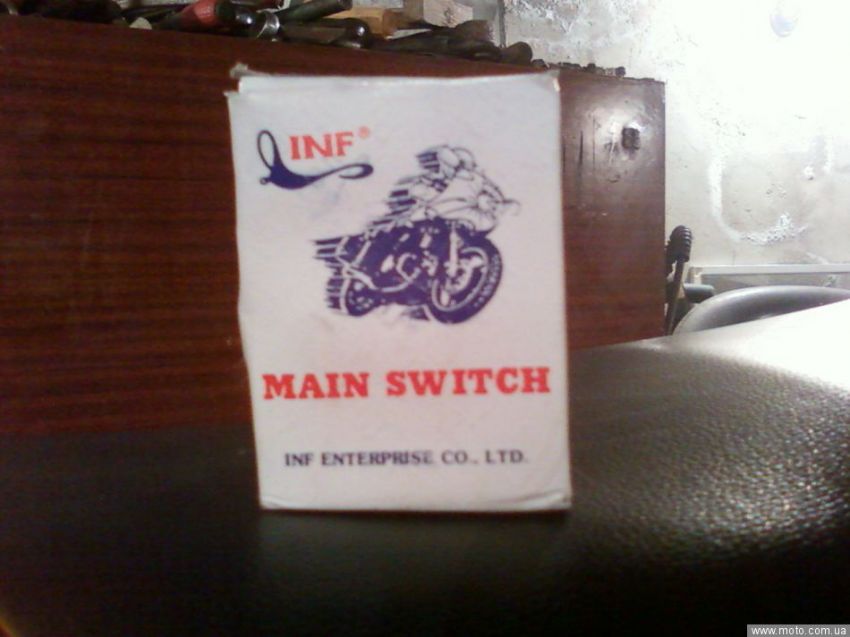 INF®
MAIN SWITCH
INF ENTERPRISE CO., LTD.
www.moto.com.ua